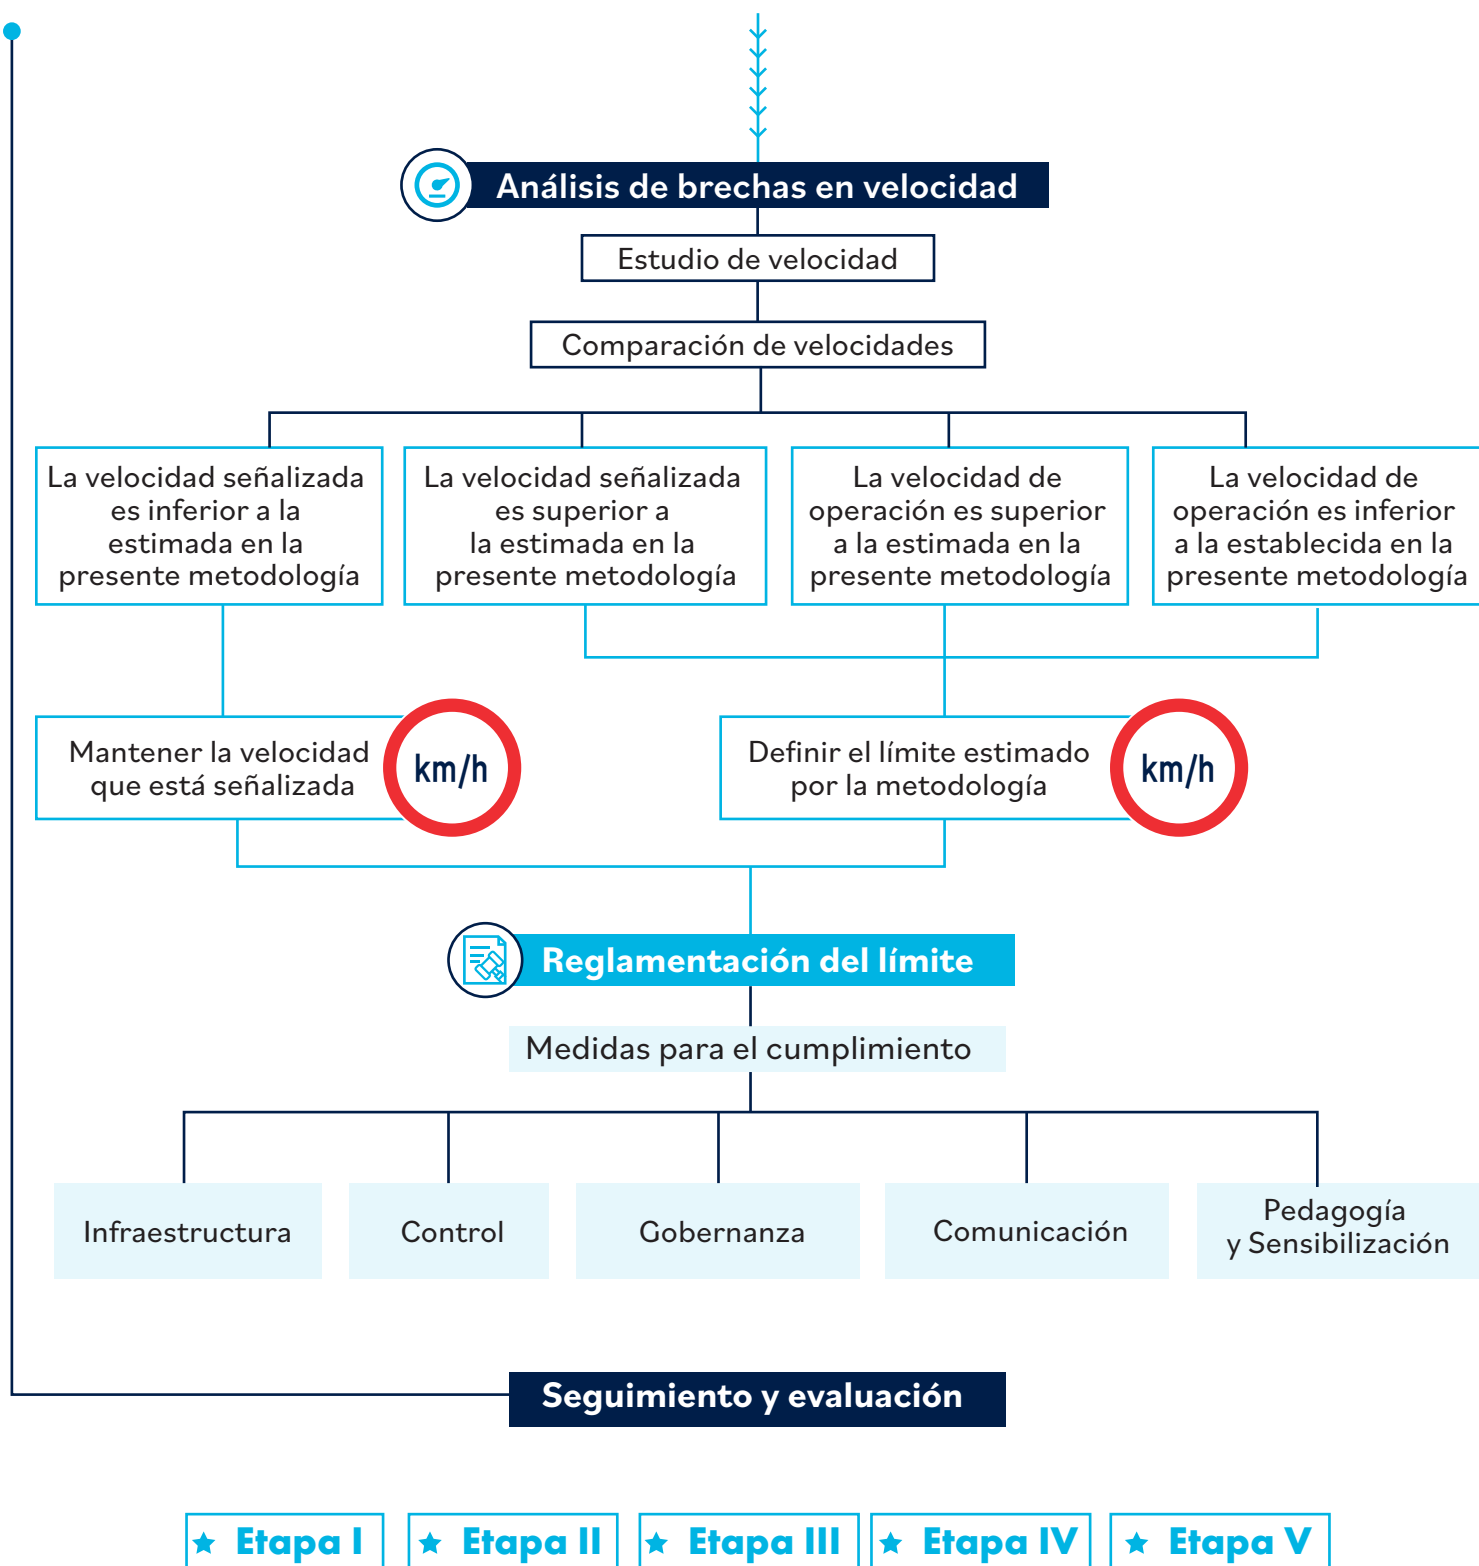 Análisis de brechas en velocidad
Estudio de velocidad
Comparación de velocidades
La velocidad señalizada
es inferior a la
estimada en la
presente metodología
La velocidad señalizada
es superior a
la estimada en la
presente metodología
La velocidad de
operación es superior
a la estimada en la
presente metodología
La velocidad de
operación es inferior
a la establecida en la
presente metodología
Mantener la velocidad
que está señalizada
km/h
Definir el límite estimado
por la metodología
km/h
Reglamentación del límite
Medidas para el cumplimiento
Infraestructura
Control
Gobernanza
Comunicación
Pedagogía
y Sensibilización
Seguimiento y evaluación
Etapa I
Etapa II
Etapa III
Etapa IV
Etapa V